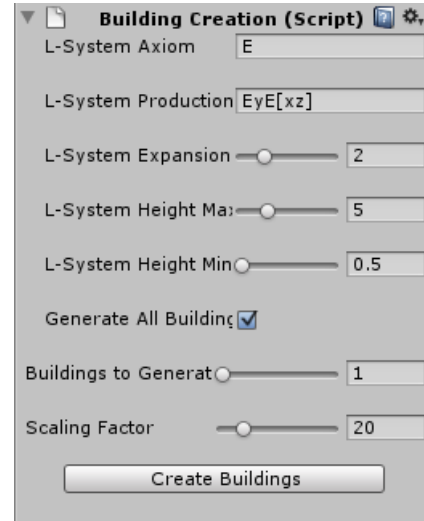 Building Creation (Script)
L-System Axiom E
L-System Production EyE[xz]
L-System Expansion 2
L-System Height Ma 5
L-System Height Min 0.5
Generate All Building
Buildings to Generat 1
Scaling Factor 20
Create Buildings